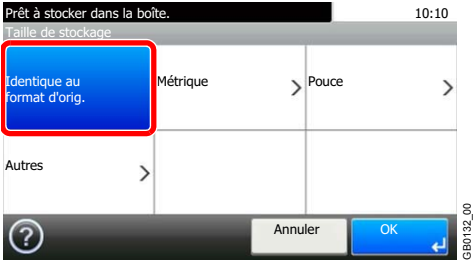 Prêt à stocker dans la boîte.
10:10
Taille de stockage
Identique au
format d'orig.
Métrique
Pouce
Autres
?
Annuler
OK
GB0132_00